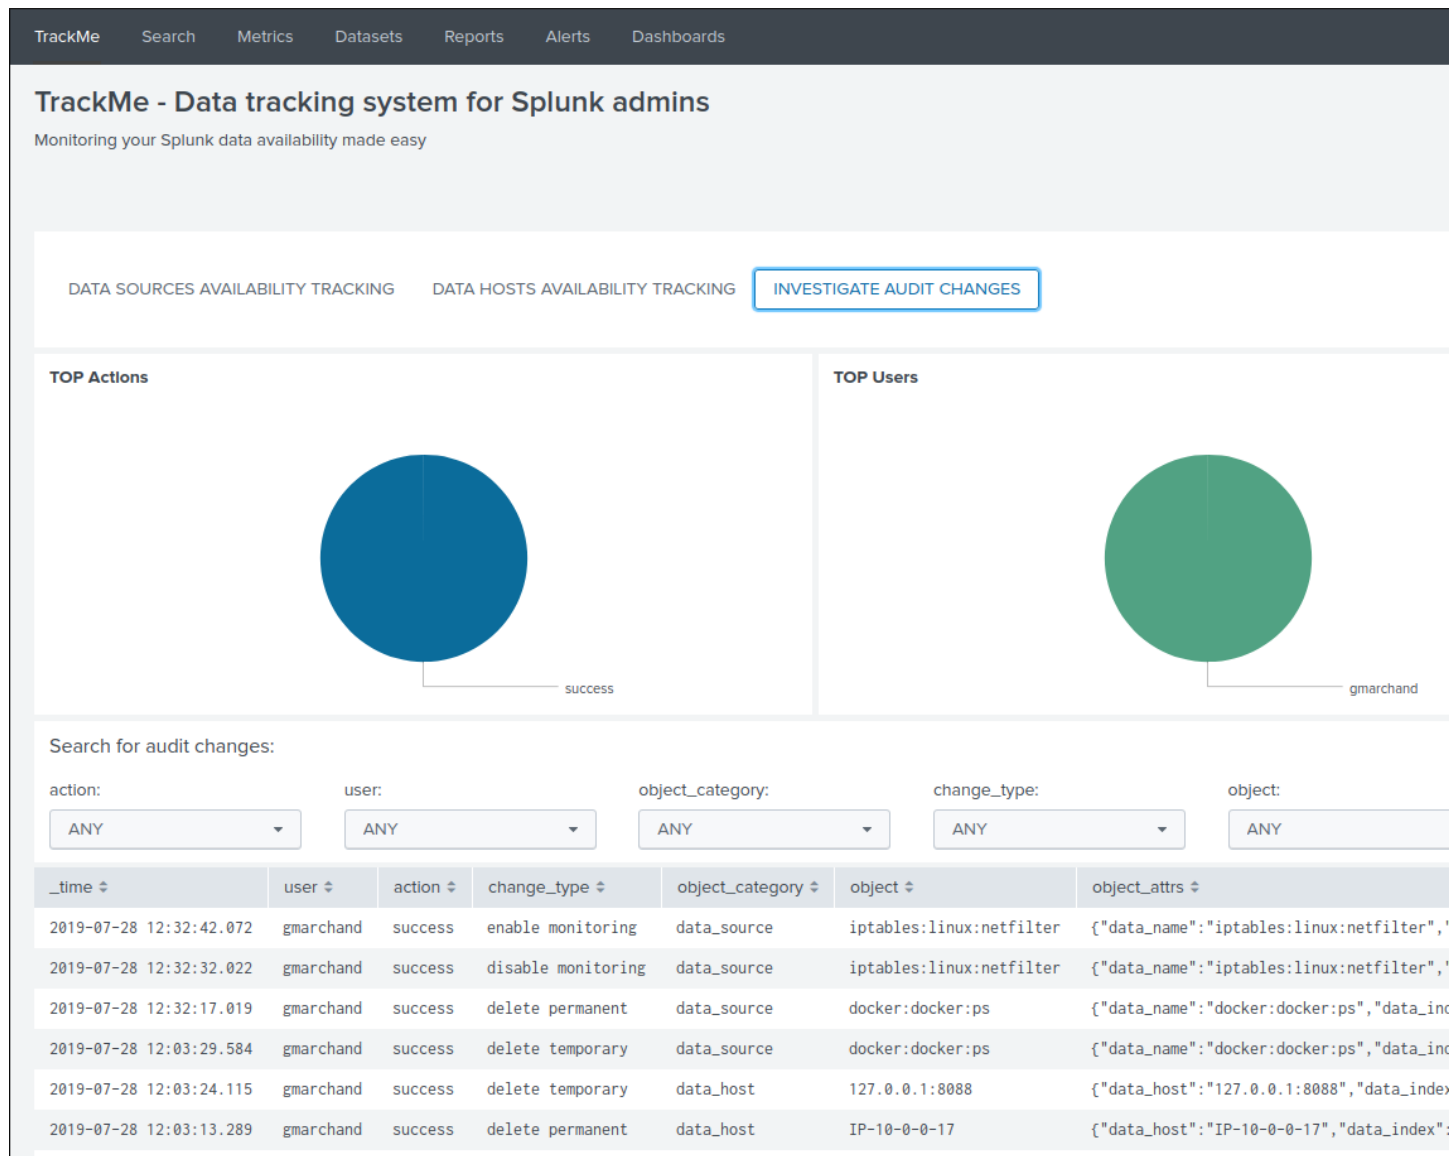 TrackMe Search Metrics Datasets Reports Alerts Dashboards
TrackMe - Data tracking system for Splunk admins
Monitoring your Splunk data availability made easy
DATA SOURCES AVAILABILITY TRACKING DATA HOSTS AVAILABILITY TRACKING INVESTIGATE AUDIT CHANGES
TOP Actions TOP Users
success gmarchand
Search for audit changes:
action: user: object_category: change_type: object:
ANY ANY ANY ANY ANY
_time user action change_type object_category object object_attrs
2019-07-28 12:32:42.072 gmarchand success enable monitoring data_source iptables:linux:netfilter {"data_name":"iptables:linux:netfilter","
2019-07-28 12:32:32.022 gmarchand success disable monitoring data_source iptables:linux:netfilter {"data_name":"iptables:linux:netfilter","
2019-07-28 12:32:17.019 gmarchand success delete permanent data_source docker:docker:ps {"data_name":"docker:docker:ps","data_ind
2019-07-28 12:03:29.584 gmarchand success delete temporary data_source docker:docker:ps {"data_name":"docker:docker:ps","data_ind
2019-07-28 12:03:24.115 gmarchand success delete temporary data_host 127.0.0.1:8088 {"data_host":"127.0.0.1:8088","data_index
2019-07-28 12:03:13.289 gmarchand success delete permanent data_host IP-10-0-0-17 {"data_host":"IP-10-0-0-17","data_index":